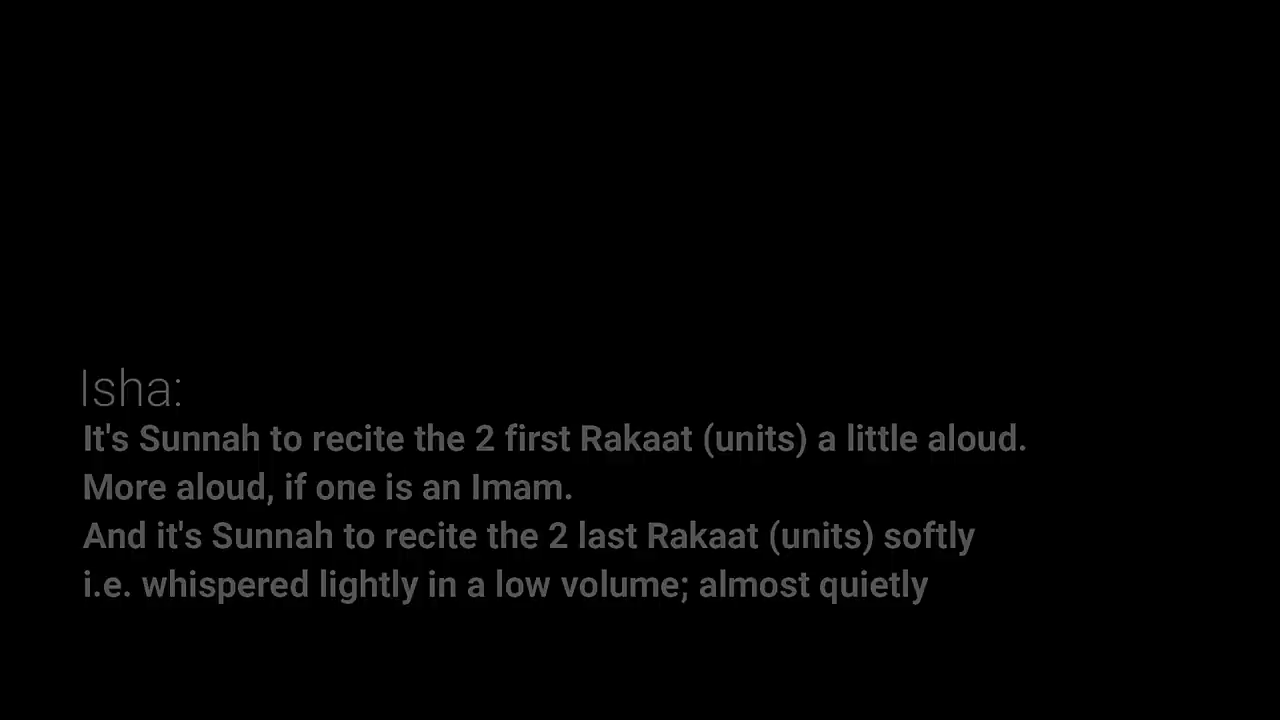 Isha:
It's Sunnah to recite the 2 first Rakaat (units) a little aloud.
More aloud, if one is an Imam.
And it's Sunnah to recite the 2 last Rakaat (units) softly
i.e. whispered lightly in a low volume; almost quietly